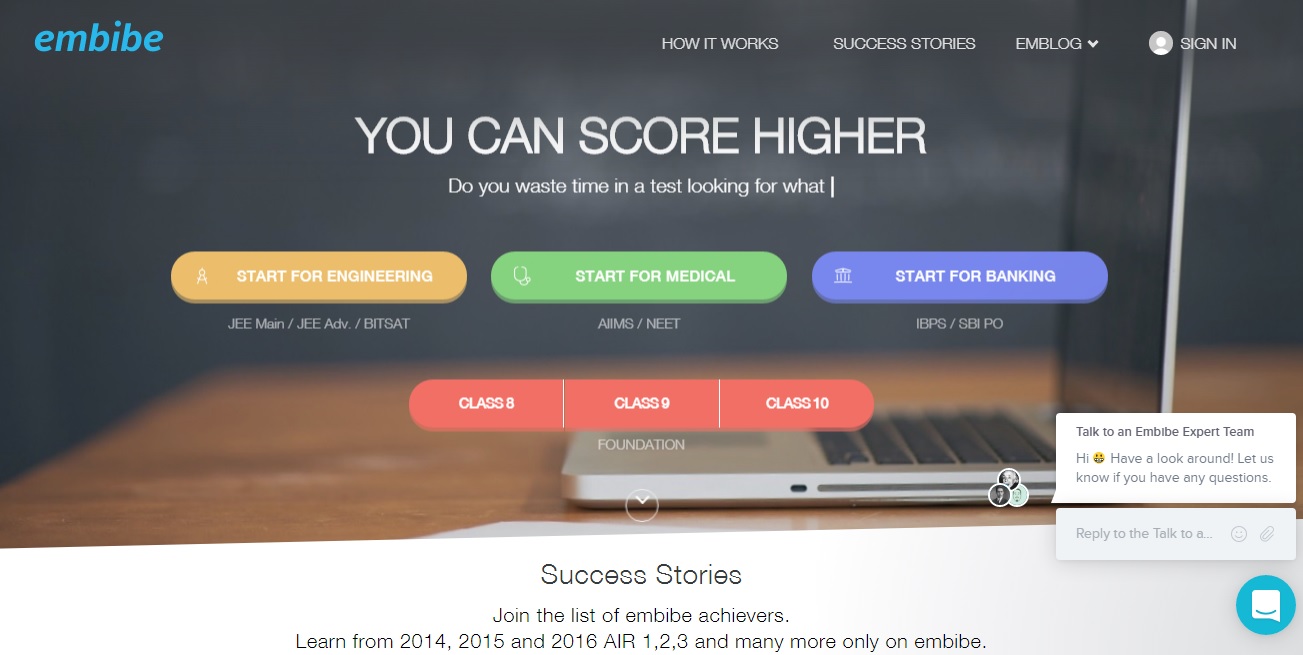 embibe
HOW IT WORKS
SUCCESS STORIES
EMBLOG
SIGN IN
YOU CAN SCORE HIGHER
Do you waste time in a test looking for what |
START FOR ENGINEERING
START FOR MEDICAL
START FOR BANKING
JEE Main / JEE Adv. / BITSAT
AIIMS / NEET
IBPS / SBI PO
CLASS 8
CLASS 9
CLASS 10
FOUNDATION
Talk to an Embibe Expert Team
Hi 😀 Have a look around! Let us
know if you have any questions.
Reply to the Talk to a...
Success Stories
Join the list of embibe achievers.
Learn from 2014, 2015 and 2016 AIR 1,2,3 and many more only on embibe.